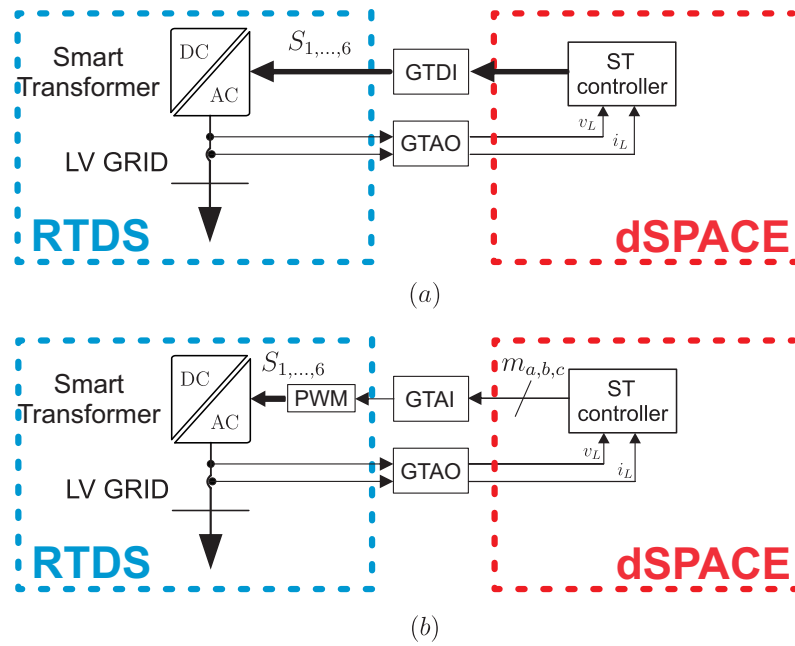 DC
AC
Smart
Transformer
S1,...,6
GTDI
ST
controller
GTAO
vL
iL
LV GRID
RTDS
dSPACE
(a)
DC
AC
Smart
Transformer
S1,...,6
PWM
GTAI
ma,b,c
ST
controller
GTAO
vL
iL
LV GRID
RTDS
dSPACE
(b)